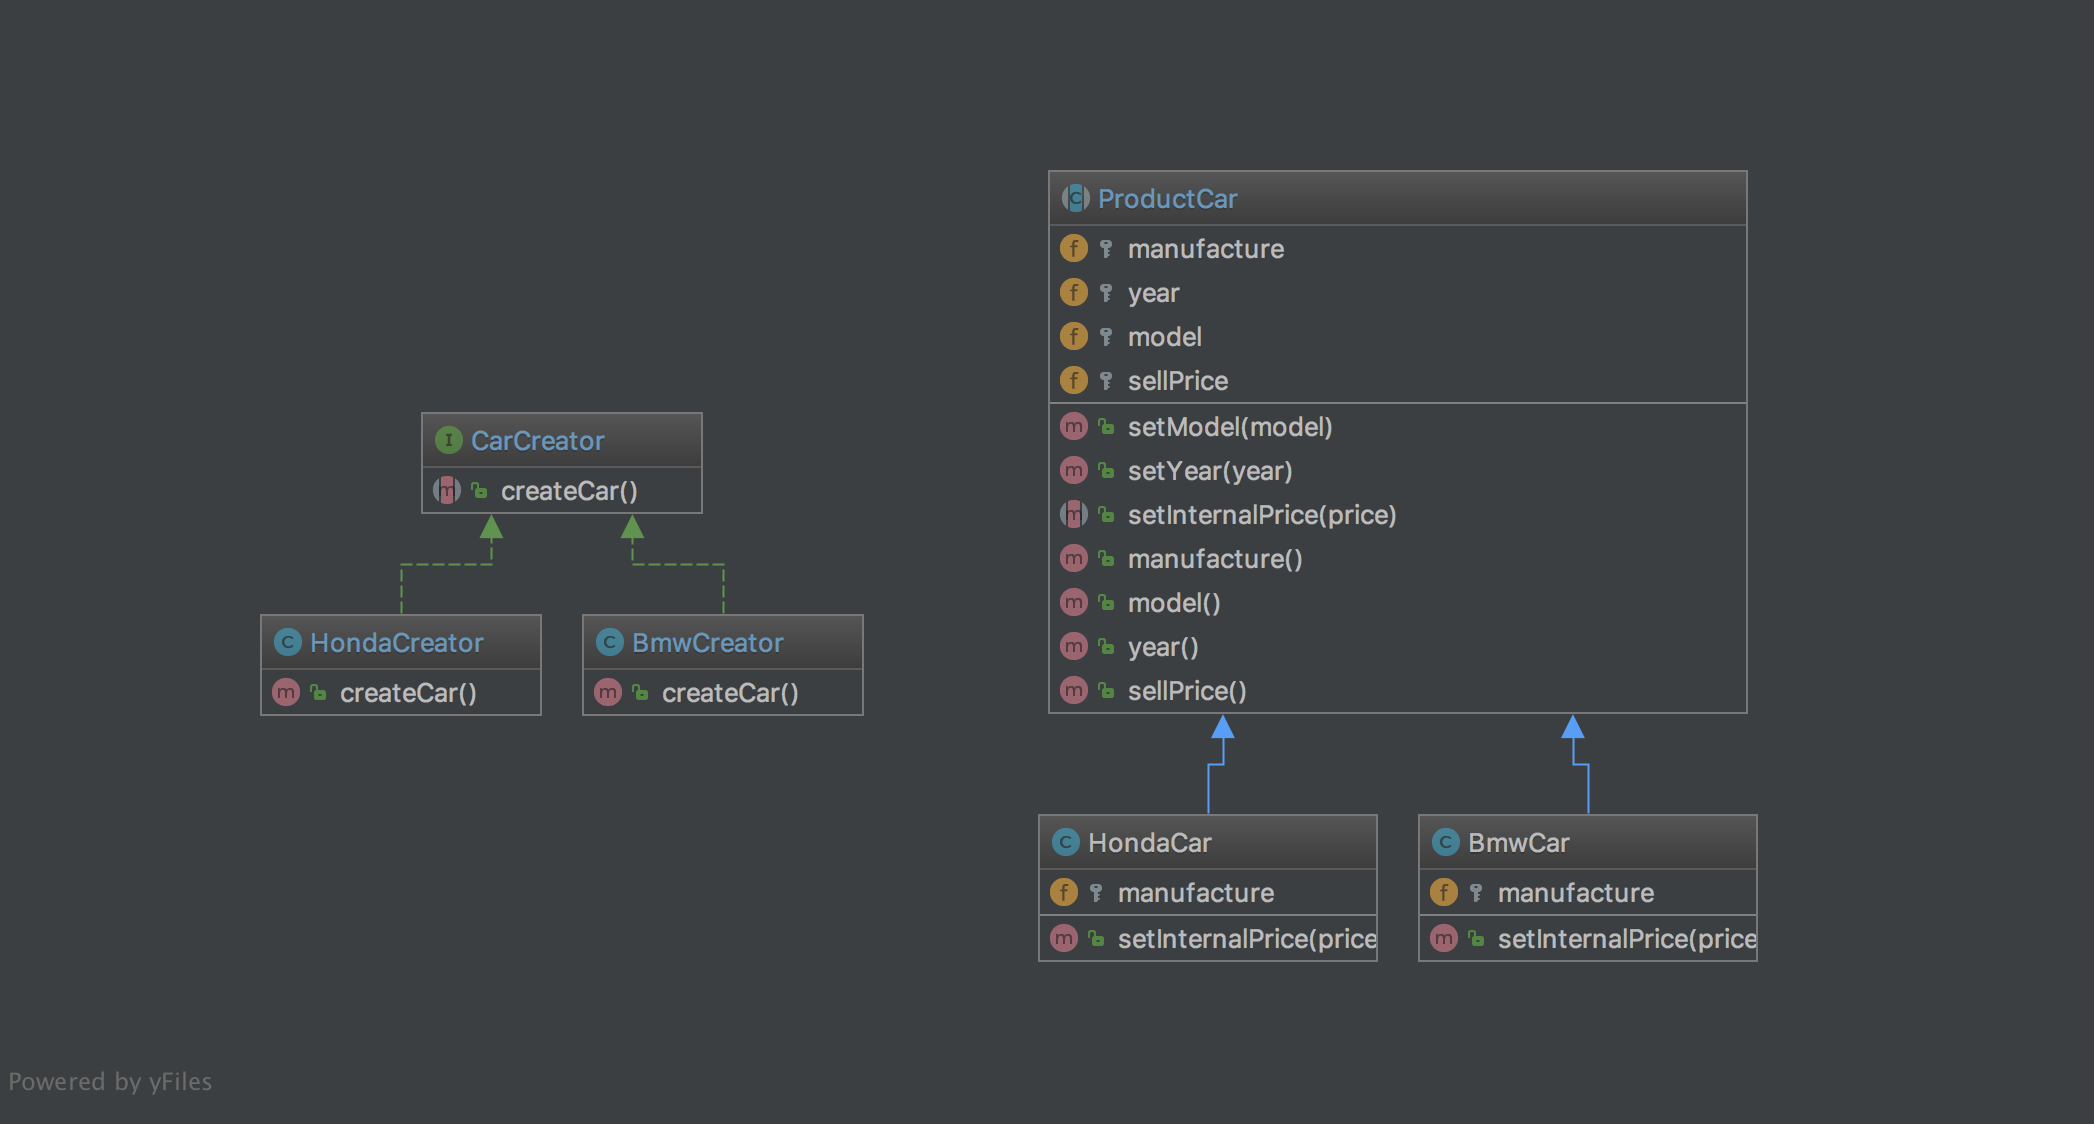 CarCreator
createCar()
HondaCreator
createCar()
BmwCreator
createCar()
ProductCar
manufacture
year
model
sellPrice
setModel(model)
setYear(year)
setInternalPrice(price)
manufacture()
model()
year()
sellPrice()
HondaCar
manufacture
setInternalPrice(price
BmwCar
manufacture
setInternalPrice(price
Powered by yFiles